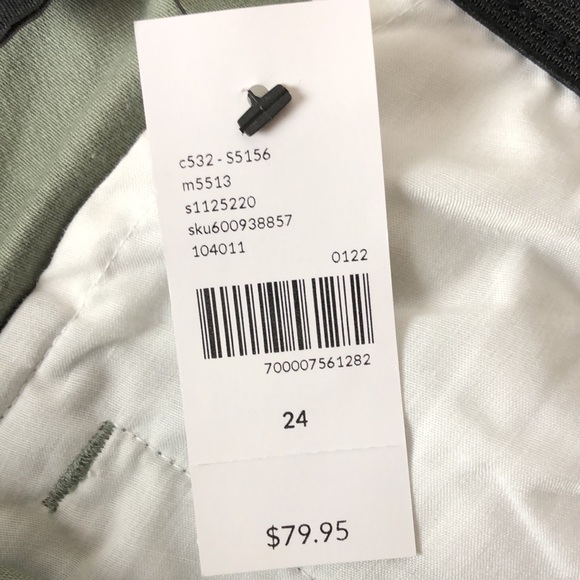 c532 - S5156
m5513
s1125220
sku600938857
104011
0122
700007561282
24
$79.95